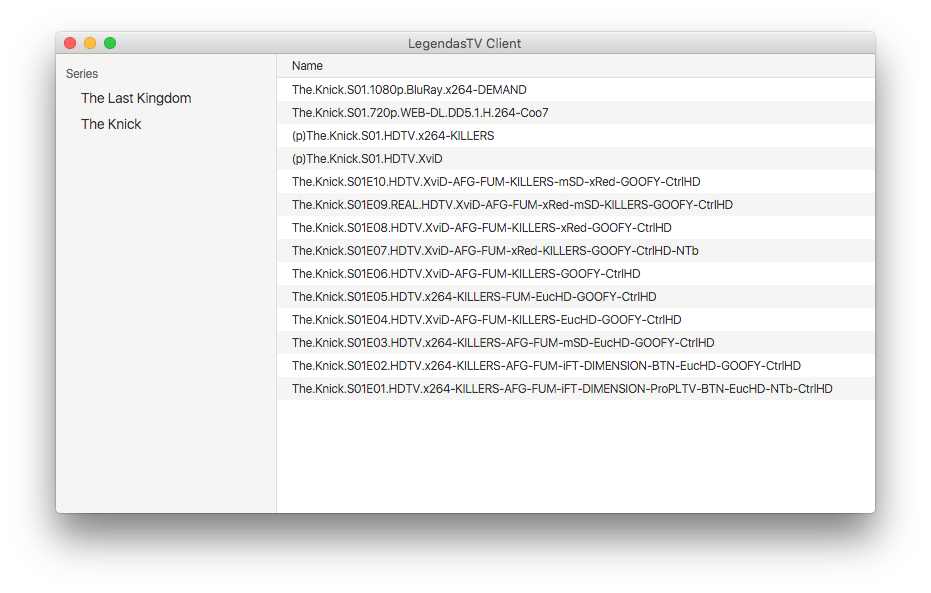 LegendasTV Client
Series
The Last Kingdom
The Knick
Name
The.Knick.S01.1080p.BluRay.x264-DEMAND
The.Knick.S01.720p.WEB-DL.DD5.1.H.264-Coo7
(p)The.Knick.S01.HDTV.x264-KILLERS
(p)The.Knick.S01.HDTV.XviD
The.Knick.S01E10.HDTV.XviD-AFG-FUM-KILLERS-mSD-xRed-GOOFY-CtrlHD
The.Knick.S01E09.REAL.HDTV.XviD-AFG-FUM-xRed-mSD-KILLERS-GOOFY-CtrlHD
The.Knick.S01E08.HDTV.XviD-AFG-FUM-KILLERS-xRed-GOOFY-CtrlHD
The.Knick.S01E07.HDTV.XviD-AFG-FUM-xRed-KILLERS-GOOFY-CtrlHD-NTb
The.Knick.S01E06.HDTV.XviD-AFG-FUM-KILLERS-GOOFY-CtrlHD
The.Knick.S01E05.HDTV.x264-KILLERS-FUM-EucHD-GOOFY-CtrlHD
The.Knick.S01E04.HDTV.XviD-AFG-FUM-KILLERS-EucHD-GOOFY-CtrlHD
The.Knick.S01E03.HDTV.x264-KILLERS-AFG-FUM-mSD-EucHD-GOOFY-CtrlHD
The.Knick.S01E02.HDTV.x264-KILLERS-AFG-FUM-iFT-DIMENSION-BTN-EucHD-GOOFY-CtrlHD
The.Knick.S01E01.HDTV.x264-KILLERS-AFG-FUM-iFT-DIMENSION-ProPLTV-BTN-EucHD-NTb-CtrlHD